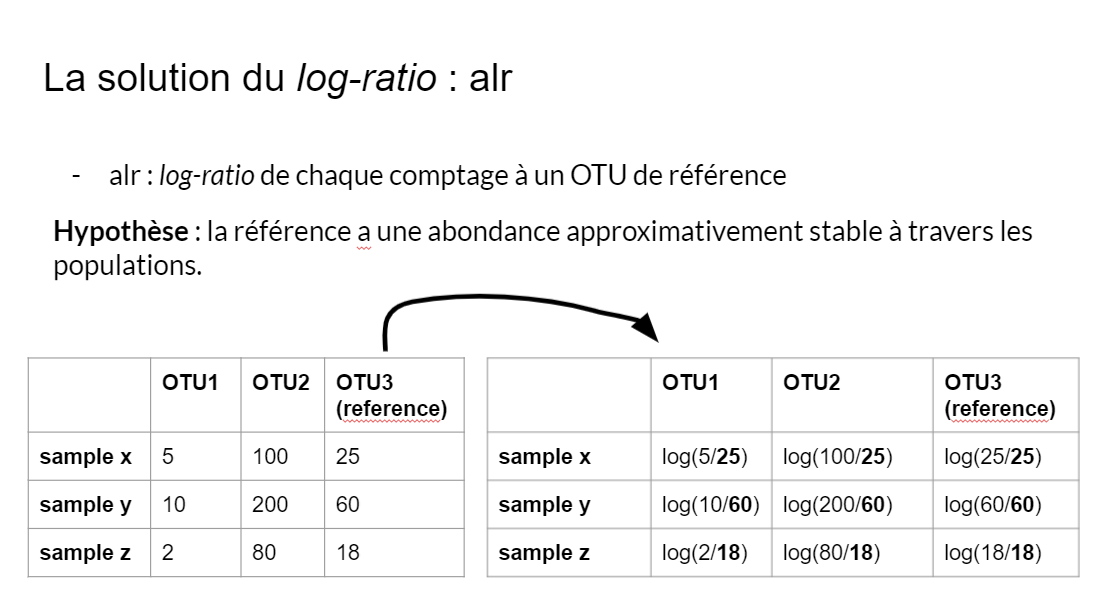 La solution du log-ratio : alr
- alr : log-ratio de chaque comptage à un OTU de référence
Hypothèse : la référence a une abondance approximativement stable à travers les
populations.
OTU1 OTU2 OTU3
(reference)
sample x 5 100 25
sample y 10 200 60
sample z 2 80 18
OTU1 OTU2 OTU3
(reference)
sample x log(5/25) log(100/25) log(25/25)
sample y log(10/60) log(200/60) log(60/60)
sample z log(2/18) log(80/18) log(18/18)